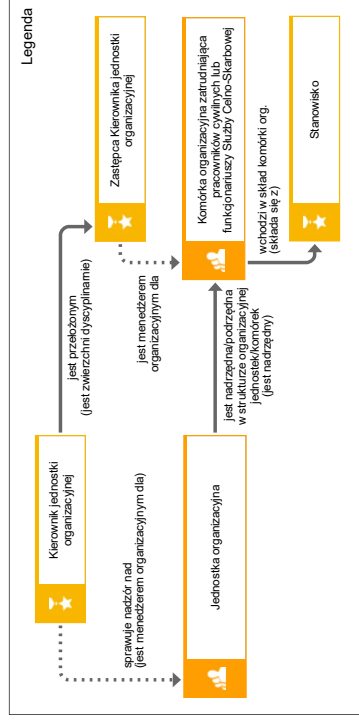 Legenda
Kierownik jednostki
organizacyjnej
jest przełożonym
(jest zwierzchni dyscyplinarnie)
Zastępca Kierownika jednostki
organizacyjnej
sprawuje nadzór nad
(jest menedżerem organizacyjnym dla)
jest menedżerem
organizacyjnym dla
Jednostka organizacyjna
jest nadrzędna/podrzędna
w strukturze organizacyjnej
jednostek/komórek
(jest nadrzędny)
Komórka organizacyjna zatrudniająca
pracowników cywilnych lub
funkcjonariuszy Służby Celno-Skarbowej
wchodzi w skład komórki org.
(składa się z)
Stanowisko